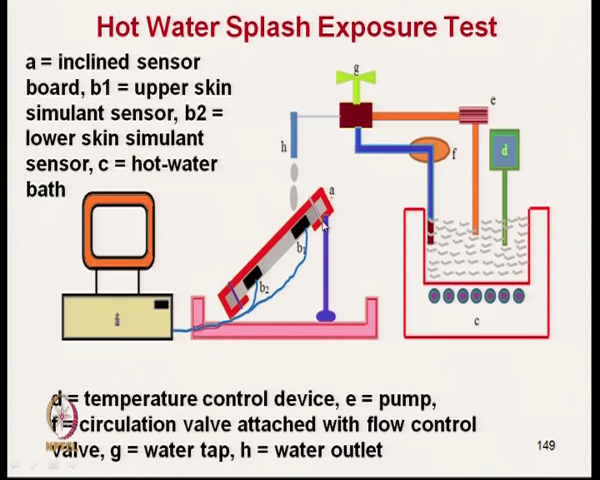 Hot Water Splash Exposure Test
a = inclined sensor
board, b1 = upper skin
simulant sensor, b2 =
lower skin simulant
sensor, c = hot-water
bath
g
e
h
f
d
a
b1
b2
c
d = temperature control device, e = pump,
f = circulation valve attached with flow control
valve, g = water tap, h = water outlet
149